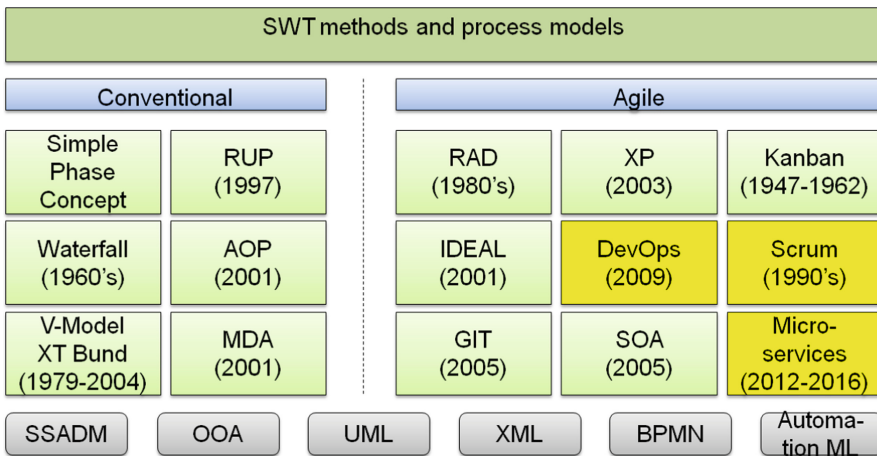 SWT methods and process models
Conventional
Agile
Simple
Phase
Concept
RUP
(1997)
RAD
(1980's)
XP
(2003)
Kanban
(1947-1962)
Waterfall
(1960's)
AOP
(2001)
IDEAL
(2001)
DevOps
(2009)
Scrum
(1990's)
V-Model
XT Bund
(1979-2004)
MDA
(2001)
GIT
(2005)
SOA
(2005)
Micro-
services
(2012-2016)
SSADM
OOA
UML
XML
BPMN
Automa-
tion ML